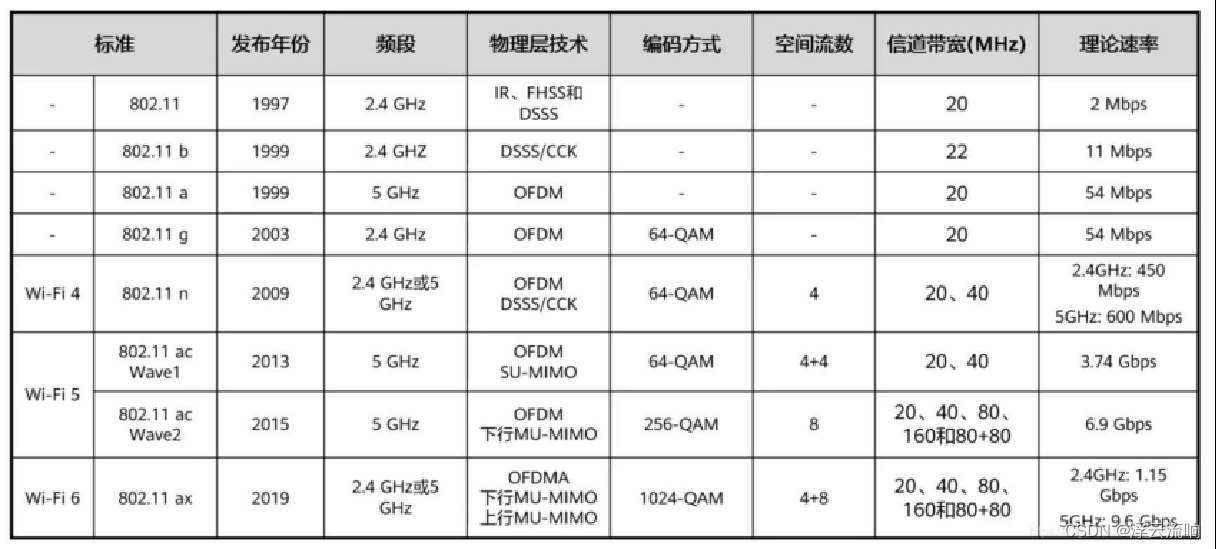 标准 发布年份 频段 物理层技术 编码方式 空间流数 信道带宽(MHz) 理论速率
- 802.11 1997 2.4 GHz IR、FHSS和 - - 20 2 Mbps
DSSS
- 802.11 b 1999 2.4 GHZ DSSS/CCK - - 22 11 Mbps
- 802.11 a 1999 5 GHz OFDM - - 20 54 Mbps
- 802.11 g 2003 2.4 GHz OFDM 64-QAM - 20 54 Mbps
Wi-Fi 4 802.11 n 2009 2.4 GHz或5
GHz
OFDM
DSSS/CCK
64-QAM 4 20、40
2.4GHz: 450
Mbps
5GHz: 600 Mbps
Wi-Fi 5
802.11 ac
Wave1
2013 5 GHz
OFDM
SU-MIMO
64-QAM 4+4 20、40 3.74 Gbps
802.11 ac
Wave2
2015 5 GHz
OFDM
下行MU-MIMO
256-QAM 8
20、40、80、
160和80+80
6.9 Gbps
Wi-Fi 6 802.11 ax 2019
2.4 GHz或5
GHz
OFDMA
下行MU-MIMO
上行MU-MIMO
1024-QAM 4+8
20、40、80、
160和80+80
2.4GHz: 1.15
Gbps
5GHz: 9.6 Gbps
CSDN @浮云流响